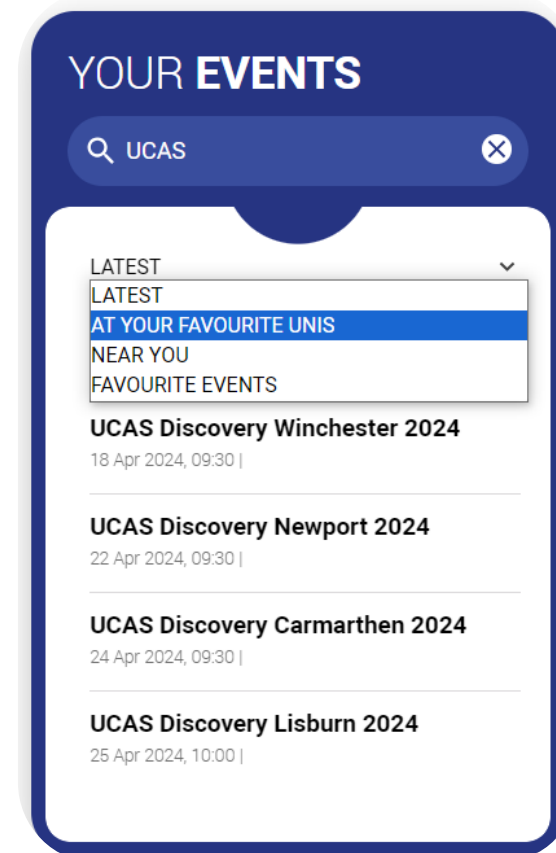 YOUR EVENTS
UCAS
LATEST
LATEST
AT YOUR FAVOURITE UNIS
NEAR YOU
FAVOURITE EVENTS
UCAS Discovery Winchester 2024
18 Apr 2024, 09:30 |
UCAS Discovery Newport 2024
22 Apr 2024, 09:30 |
UCAS Discovery Carmarthen 2024
24 Apr 2024, 09:30 |
UCAS Discovery Lisburn 2024
25 Apr 2024, 10:00 |